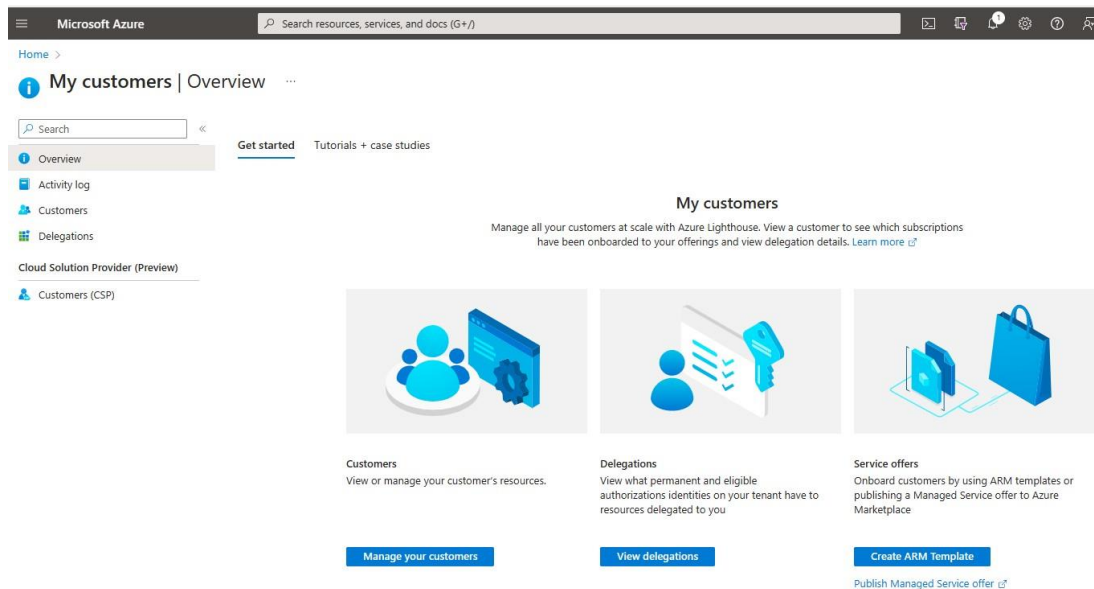 Microsoft Azure
Search resources, services, and docs (G+/)
1
Home >
My customers | Overview ...
Search
«
Get started
Tutorials + case studies
Overview
Activity log
Customers
Delegations
Cloud Solution Provider (Preview)
Customers (CSP)
My customers
Manage all your customers at scale with Azure Lighthouse. View a customer to see which subscriptions
have been onboarded to your offerings and view delegation details. Learn more
Customers
View or manage your customer's resources.
Manage your customers
Delegations
View what permanent and eligible
authorizations identities on your tenant have to
resources delegated to you
View delegations
Service offers
Onboard customers by using ARM templates or
publishing a Managed Service offer to Azure
Marketplace
Create ARM Template
Publish Managed Service offer